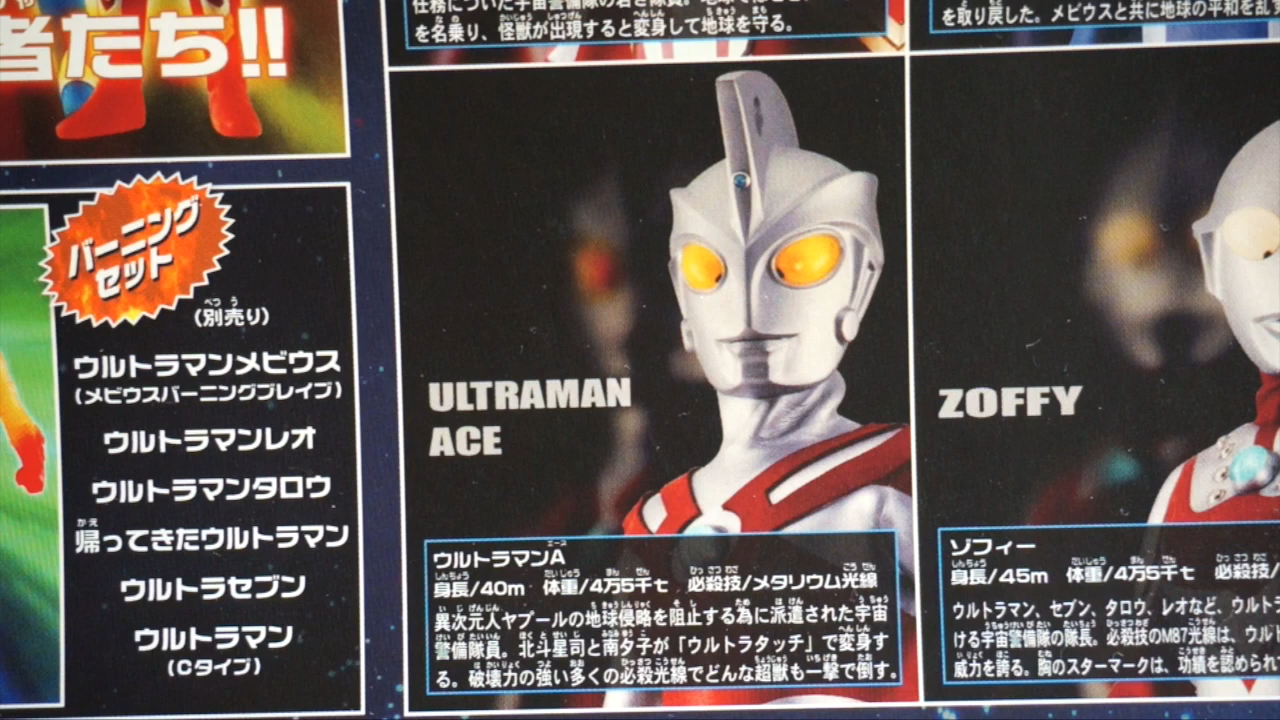 者たち!!
バーニング
セット
(別売り)
ウルトラマンメビウス
(メビウスバーニングブレイブ)
ウルトラマンレオ
ウルトラマンタロウ
帰ってきたウルトラマン
ウルトラセブン
ウルトラマン
(Cタイプ)
を名乗り、怪獣が出現すると変身して地球を守る。
ULTRAMAN
ACE
ウルトラマンA
身長/40m 体重/4万5千t 必殺技/メタリウム光線
異次元人ヤプールの地球侵略を阻止する為に派遣された宇宙
警備隊員。北斗星司と南夕子が「ウルトラタッチ」で変身す
る。破壊力の強い多くの必殺光線でどんな超獣も一撃で倒す。
を取り戻した。メビウスと共に地球の平和を乱す
ZOFFY
ゾフィー
身長/45m 体重/4万5千t 必殺技/
ウルトラマン、セブン、タロウ、レオなど、ウルト
ける宇宙警備隊の隊長。必殺技のM87光線は、ウル
威力を誇る。胸のスターマークは、功績を認められ